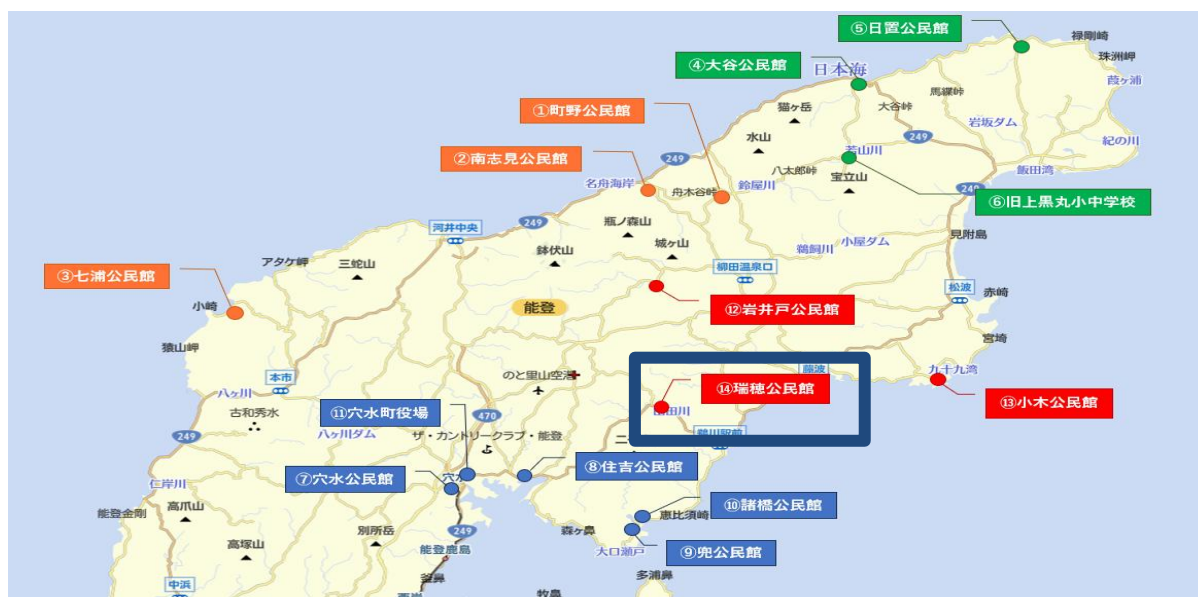 ⑤日置公民館
禄剛崎
珠洲岬
④大谷公民館
日本海
葭ヶ浦
馬緤峠
猫ヶ岳
大谷峠
①町野公民館
岩坂ダム
水山
249
紀の川
若山川
②南志見公民館
249
八太郎峠
飯田湾
宝立山
名舟海岸
舟木谷峠
鈴屋川
249
⑥旧上黒丸小中学校
河井中央
249
瓶ノ森山
見附島
鉢伏山
城ヶ山
鵜飼川
小屋ダム
アタケ岬
三蛇山
③七浦公民館
柳田温泉口
松波
赤崎
小崎
能登
⑫岩井戸公民館
猿山岬
宮崎
のと里山空港
藤波
九十九湾
本市
八ヶ川
⑭瑞穂公民館
⑬小木公民館
古和秀水
⑪穴水町役場
470
249
八ヶ川ダム
ザ・カントリークラブ・能登
鵜川駅前
⑦穴水公民館
穴水
⑧住吉公民館
仁岸川
高爪山
能登金剛
⑩諸橋公民館
恵比須崎
別所岳
249
森ヶ鼻
高塚山
能登鹿島
大口瀬戸
⑨兜公民館
中浜
釜鼻
多浦鼻
牧鼻